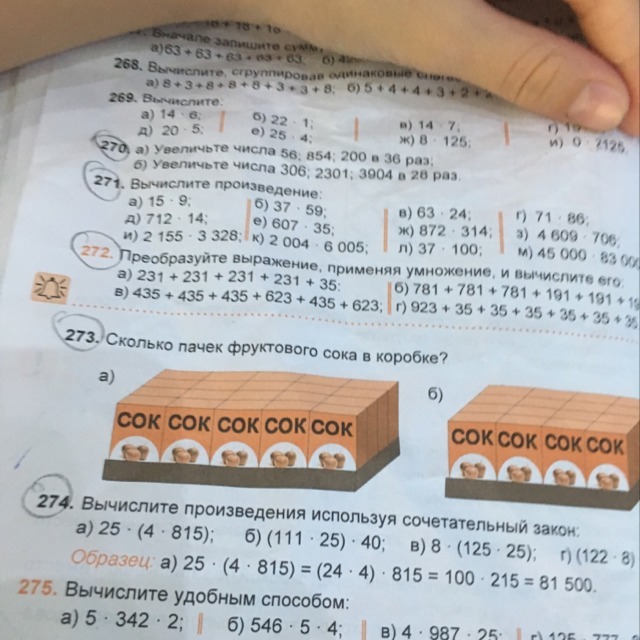 Вначале запишите сумм
а) 63 + 63 + 63 + 63 + 63.
268. Вычислите, сгруппировав одинаковые
а) 8 + 3 + 8 + 8 + 8 + 3 + 3 + 8; б) 5 + 4 + 4 + 3 + 2 +
269. Вычислите:
а) 14 · 6; б) 22 · 1; в) 14 · 7; г)
д) 20 · 5; е) 25 · 4; ж) 8 · 125; и) 0 · 2125.
270. а) Увеличьте числа 56; 854; 200 в 36 раз;
б) Увеличьте числа 306; 2301; 3904 в 28 раз.
271. Вычислите произведение:
а) 15 · 9; б) 37 · 59; в) 63 · 24; г) 71 · 86;
д) 712 · 14; е) 607 · 35; ж) 872 · 314; з) 4 609 · 706;
и) 2 155 · 3 328; к) 2 004 · 6 005; л) 37 · 100; м) 45 000 · 83 000
272. Преобразуйте выражение, применяя умножение, и вычислите его:
а) 231 + 231 + 231 + 231 + 35: б) 781 + 781 + 781 + 191 + 191 +
в) 435 + 435 + 435 + 623 + 435 + 623; г) 923 + 35 + 35 + 35 + 35 + 35 +
273. Сколько пачек фруктового сока в коробке?
а) б)
СОК СОК СОК СОК СОК СОК СОК СОК СОК
274. Вычислите произведения используя сочетательный закон:
а) 25 · (4 · 815); б) (111 · 25) · 40; в) 8 · (125 · 25); г) (122 · 8)
Образец: а) 25 · (4 · 815) = (24 · 4) · 815 = 100 · 215 = 81 500.
275. Вычислите удобным способом:
а) 5 · 342 · 2; б) 546 · 5 · 4; в) 4 · 987 · 25; г) 125 · 777